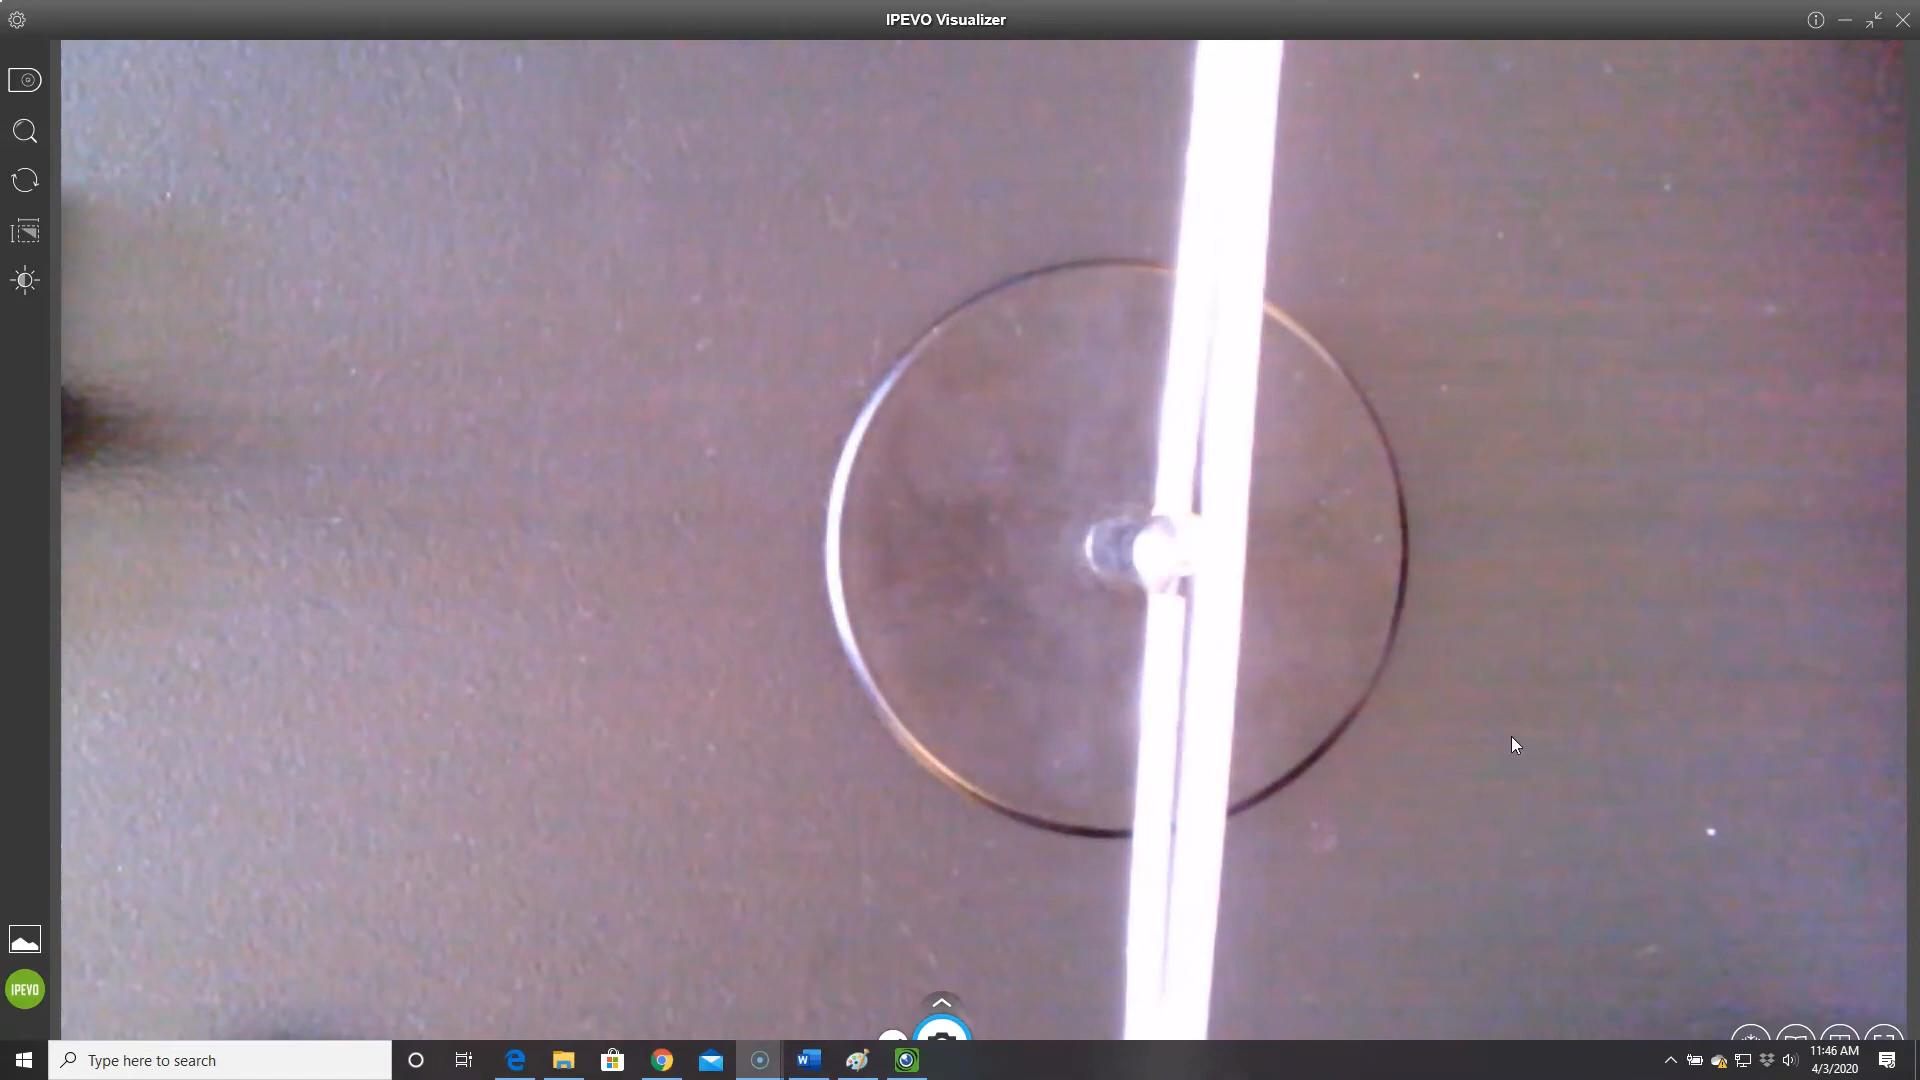 IPEVO Visualizer
IPEVO
Type here to search
11:46 AM
4/3/2020